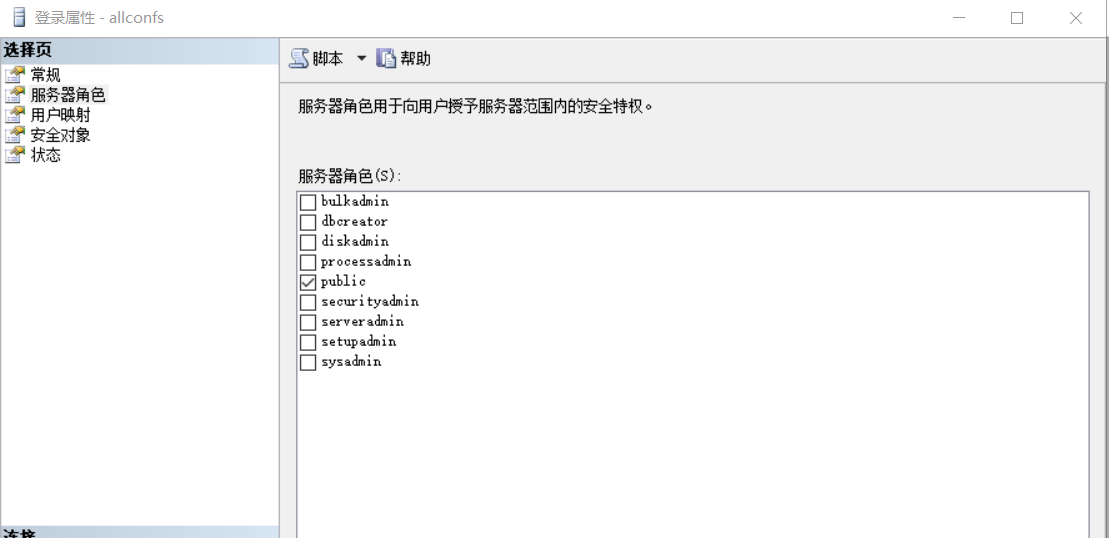 登录属性 - allconfs
选择页
常规
服务器角色
用户映射
安全对象
状态
连接
脚本 帮助
服务器角色用于向用户授予服务器范围内的安全特权。
服务器角色(S):
bulkadmin
dbcreator
diskadmin
processadmin
public
securityadmin
serveradmin
setupadmin
sysadmin